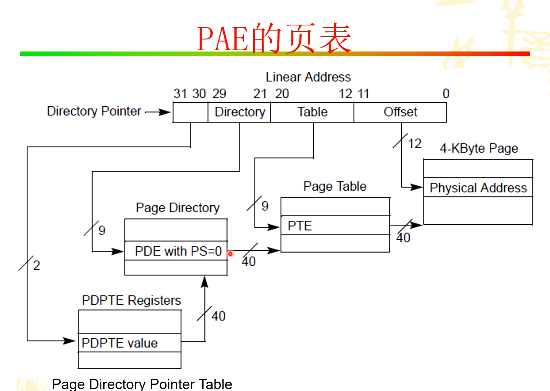 PAE的页表
Linear Address
31 30 29 21 20 12 11 0
Directory Pointer
Directory Table Offset
12
4-KByte Page
Physical Address
Page Table
9
PTE
40
Page Directory
9
PDE with PS=0
40
2
PDPTE Registers
40
PDPTE value
Page Directory Pointer Table